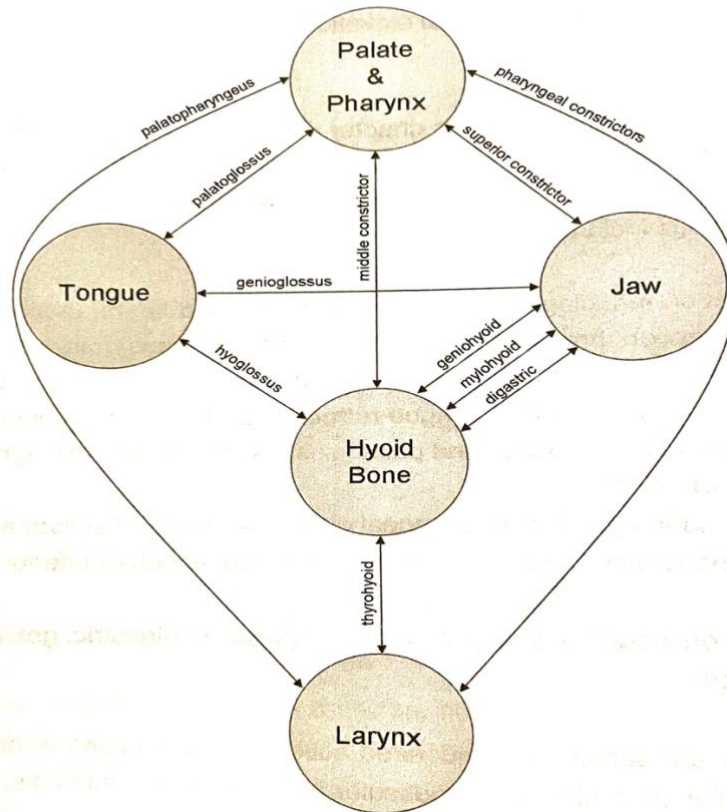 Palate
&
Pharynx
palatopharyngeus
pharyngeal constrictors
palatoglossus
superior constrictor
middle constrictor
Tongue
genioglossus
Jaw
hyoglossus
geniohyoid
mylohyoid
digastric
Hyoid
Bone
thyrohyoid
Larynx